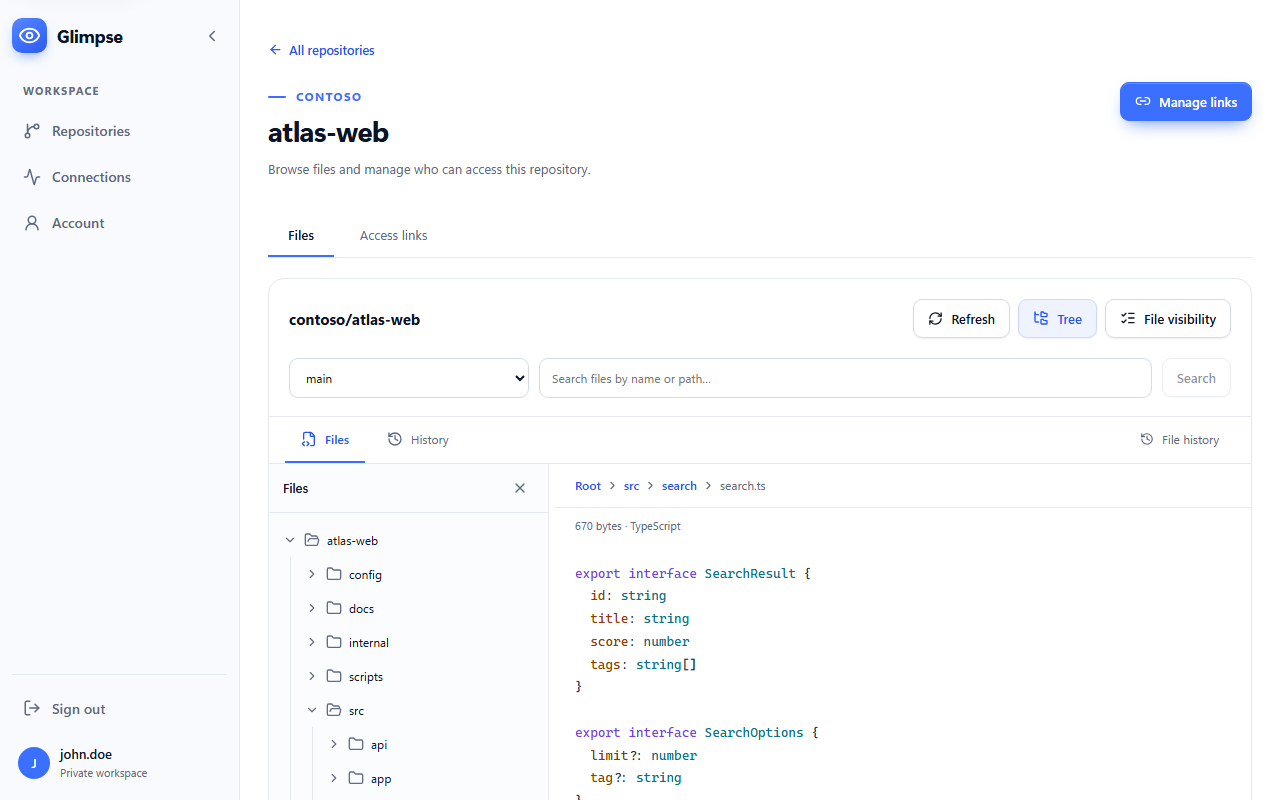 Glimpse
WORKSPACE
Repositories
Connections
Account
Sign out
J
john.doe
Private workspace
All repositories
CONTOSO
atlas-web
Browse files and manage who can access this repository.
Manage links
Files
Access links
contoso/atlas-web
Refresh
Tree
File visibility
main
Search files by name or path...
Search
Files
History
File history
Files
atlas-web
config
docs
internal
scripts
src
api
app
Root > src > search > search.ts
670 bytes · TypeScript
export interface SearchResult {
  id: string
  title: string
  score: number
  tags: string[]
}
export interface SearchOptions {
  limit?: number
  tag?: string
}